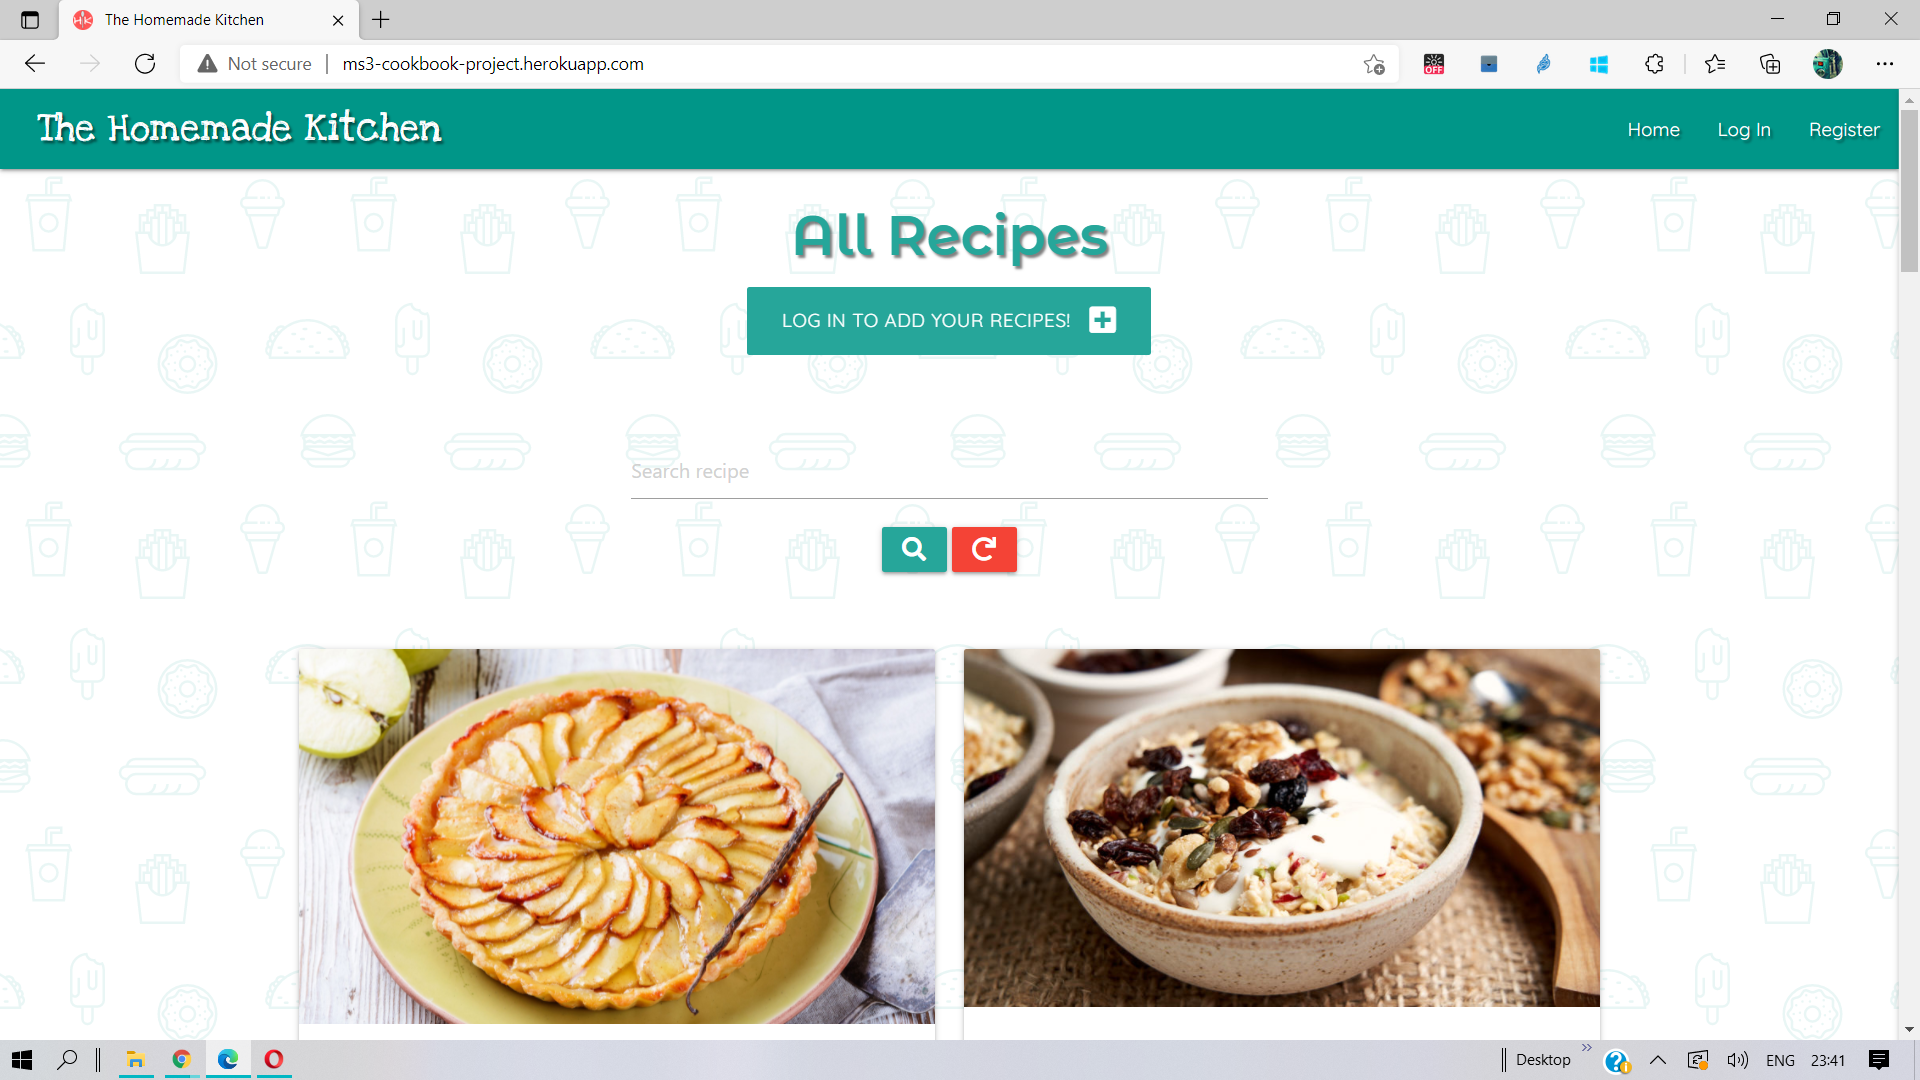 The Homemade Kitchen
Not secure
ms3-cookbook-project.herokuapp.com
OFF
The Homemade Kitchen
Home
Log In
Register
All Recipes
LOG IN TO ADD YOUR RECIPES!
Search recipe
Desktop
ENG
23:41